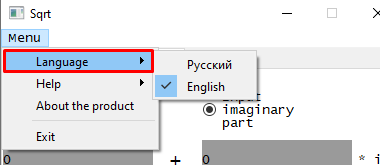 Sqrt
Menu
Language
Русский
Help
English
imaginary
About the product
part
Exit
0 + 0 * i